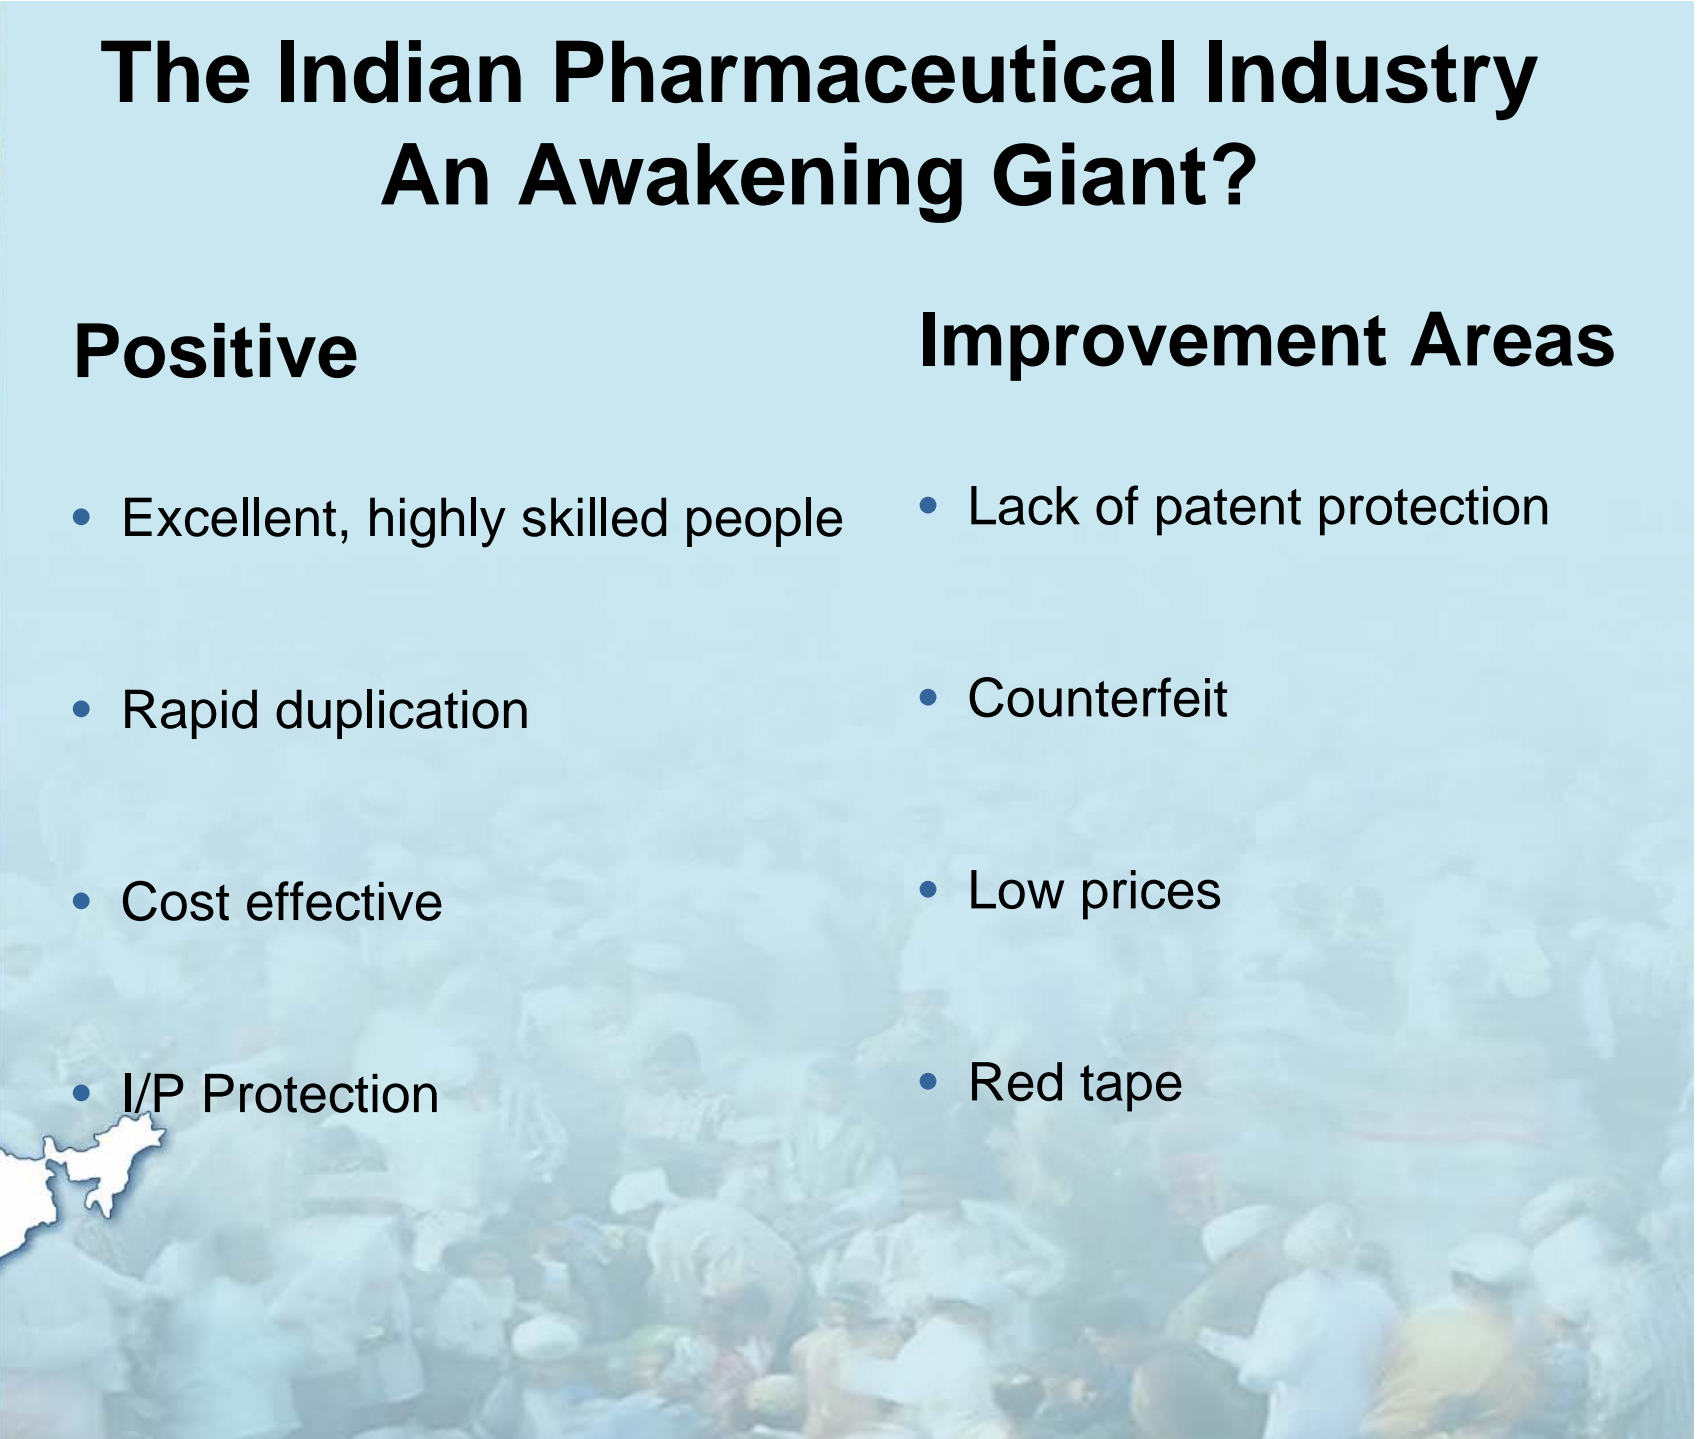 The Indian Pharmaceutical Industry
An Awakening Giant?
Positive
• Excellent, highly skilled people
• Rapid duplication
• Cost effective
• I/P Protection
Improvement Areas
• Lack of patent protection
• Counterfeit
• Low prices
• Red tape